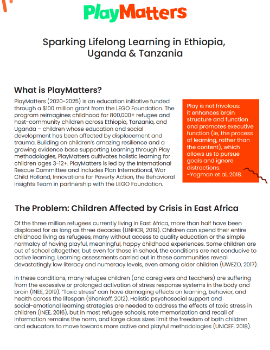 PlayMatters
Sparking Lifelong Learning in Ethiopia,
Uganda & Tanzania
What is PlayMatters?
PlayMatters (2020-2025) is an education initiative funded
through a $100 million grant from the LEGO Foundation. The
program reimagines childhood for 800,000+ refugee and
host-community children across Ethiopia, Tanzania, and
Uganda – children whose education and social
development has been affected by displacement and
trauma. Building on children's amazing resilience and a
growing evidence base supporting Learning through Play
methodologies, PlayMatters cultivates holistic learning for
children ages 3-12+. PlayMatters is led by the International
Rescue Committee and includes Plan International, War
Child Holland, Innovations for Poverty Action, the Behavioral
Insights Team in partnership with the LEGO Foundation.
Play is not frivolous:
it enhances brain
structure and function
and promotes executive
function (ie, the process
of learning, rather than
the content), which
allows us to pursue
goals and ignore
distractions
-Yogman et al. 2018
The Problem: Children Affected by Crisis in East Africa
Of the three million refugees currently living in East Africa, more than half have been
displaced for as long as three decades (UNHCR, 2019). Children can spend their entire
childhood living as refugees, many without access to quality education or the simple
normalcy of having playful, meaningful, happy childhood experiences. Some children are
out of school altogether, but even for those in school, the conditions are not conducive to
active learning. Learning assessments carried out in these communities reveal
devastatingly low literacy and numeracy levels, even among older children (UWEZO, 2017).
In these conditions, many refugee children (and caregivers and teachers) are suffering
from the excessive or prolonged activation of stress response systems in the body and
brain (INEE, 2016). "Toxic stress" can have damaging effects on learning, behavior, and
health across the lifespan (Shonkoff, 2012). Holistic psychosocial support and
social-emotional learning strategies are needed to address the effects of toxic stress in
children (INEE, 2016), but in most refugee schools, rote memorization and recall of
information remains the norm, and large class sizes limit the freedom of both children
and educators to move towards more active and playful methodologies (UNICEF, 2018).